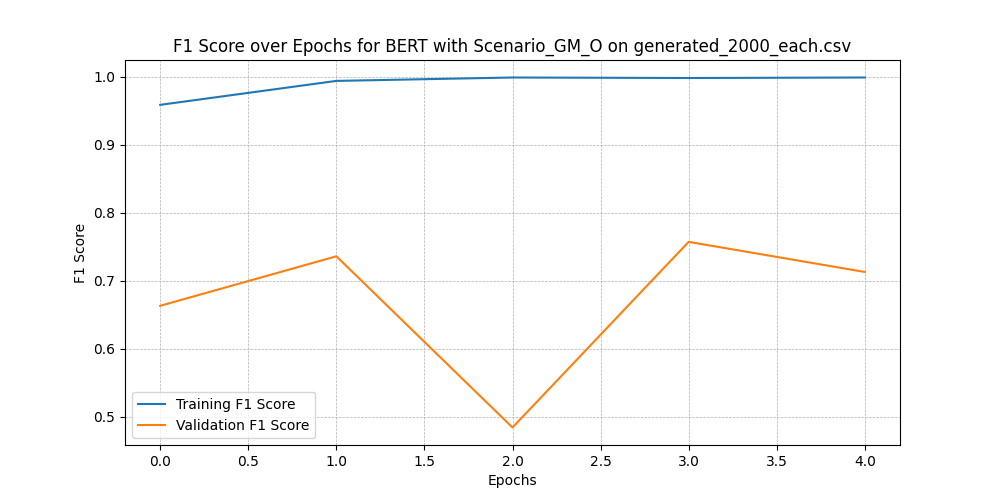 F1 Score over Epochs for BERT with Scenario_GM_O on generated_2000_each.csv
1.0
0.9
0.8
0.7
0.6
0.5
F1 Score
Training F1 Score
Validation F1 Score
0.0 0.5 1.0 1.5 2.0 2.5 3.0 3.5 4.0
Epochs